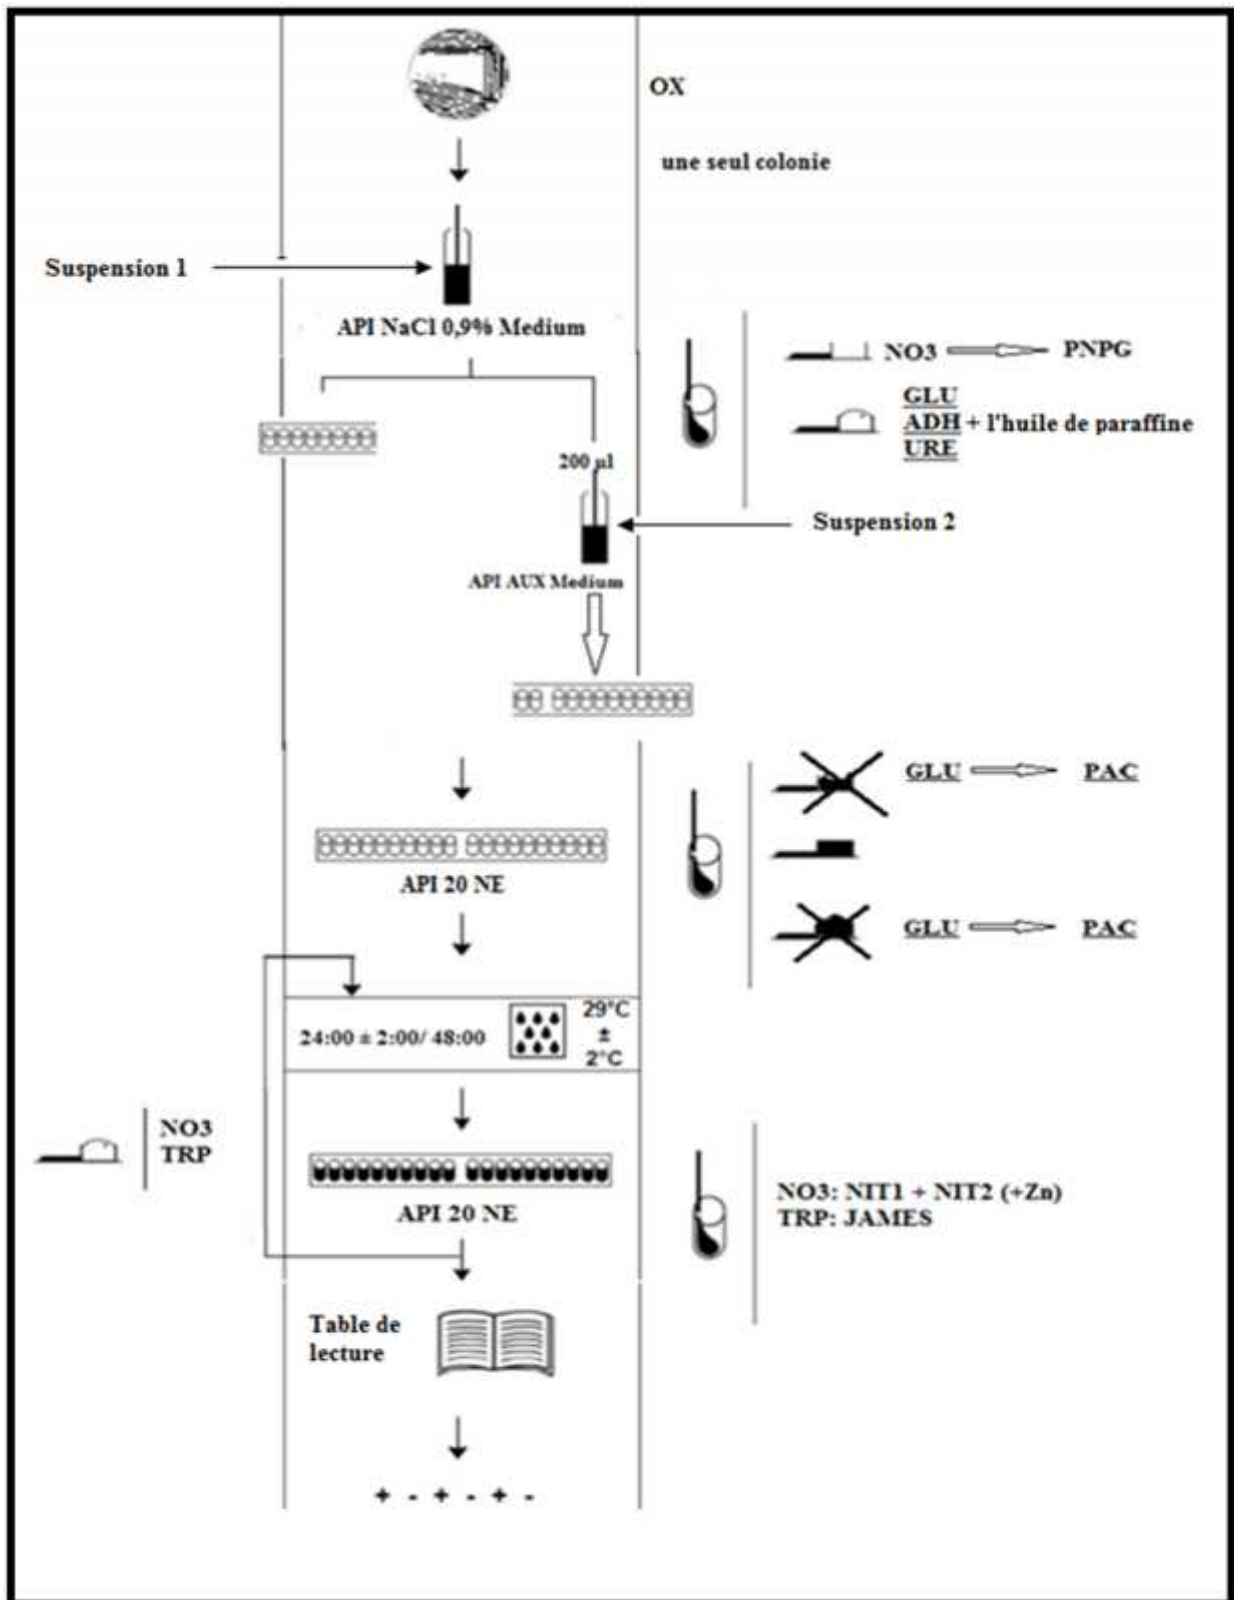 OX
une seul colonie
Suspension 1
API NaCl 0,9% Medium
NO3 PNPG
GLU
ADH + l'huile de paraffine
URE
200 µl
Suspension 2
API AUX Medium
GLU PAC
API 20 NE
GLU PAC
24:00 ± 2:00/ 48:00
29°C
±
2°C
NO3
TRP
API 20 NE
NO3: NIT1 + NIT2 (+Zn)
TRP: JAMES
Table de
lecture
+ - + - + -